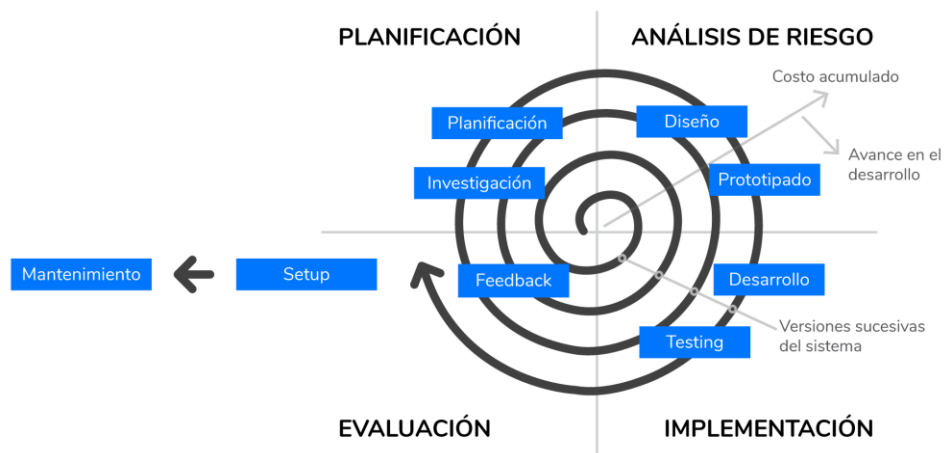 PLANIFICACIÓN
ANÁLISIS DE RIESGO
Costo acumulado
Planificación
Diseño
Avance en el
desarrollo
Investigación
Prototipado
Mantenimiento
Setup
Feedback
Desarrollo
Versiones sucesivas
del sistema
Testing
EVALUACIÓN
IMPLEMENTACIÓN